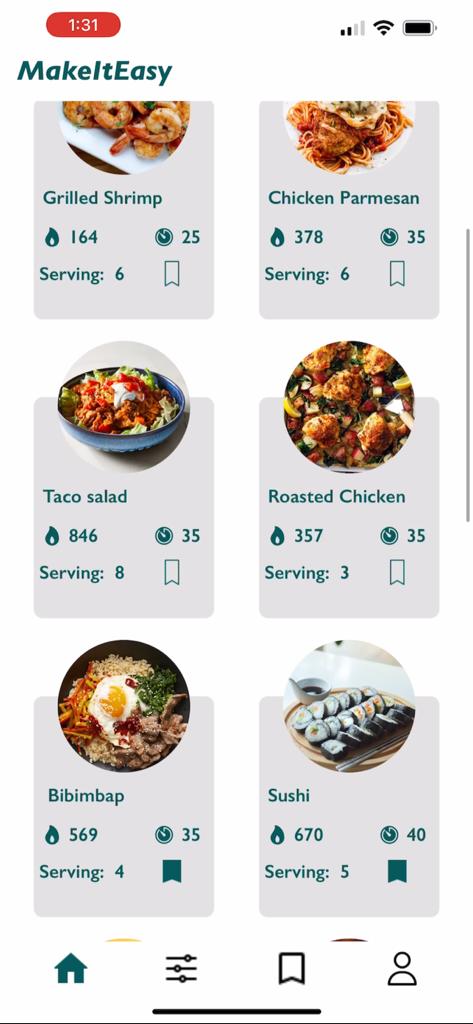 1:31
MakeItEasy
Grilled Shrimp
164 25
Serving: 6
Chicken Parmesan
378 35
Serving: 6
Taco salad
846 35
Serving: 8
Roasted Chicken
357 35
Serving: 3
Bibimbap
569 35
Serving: 4
Sushi
670 40
Serving: 5